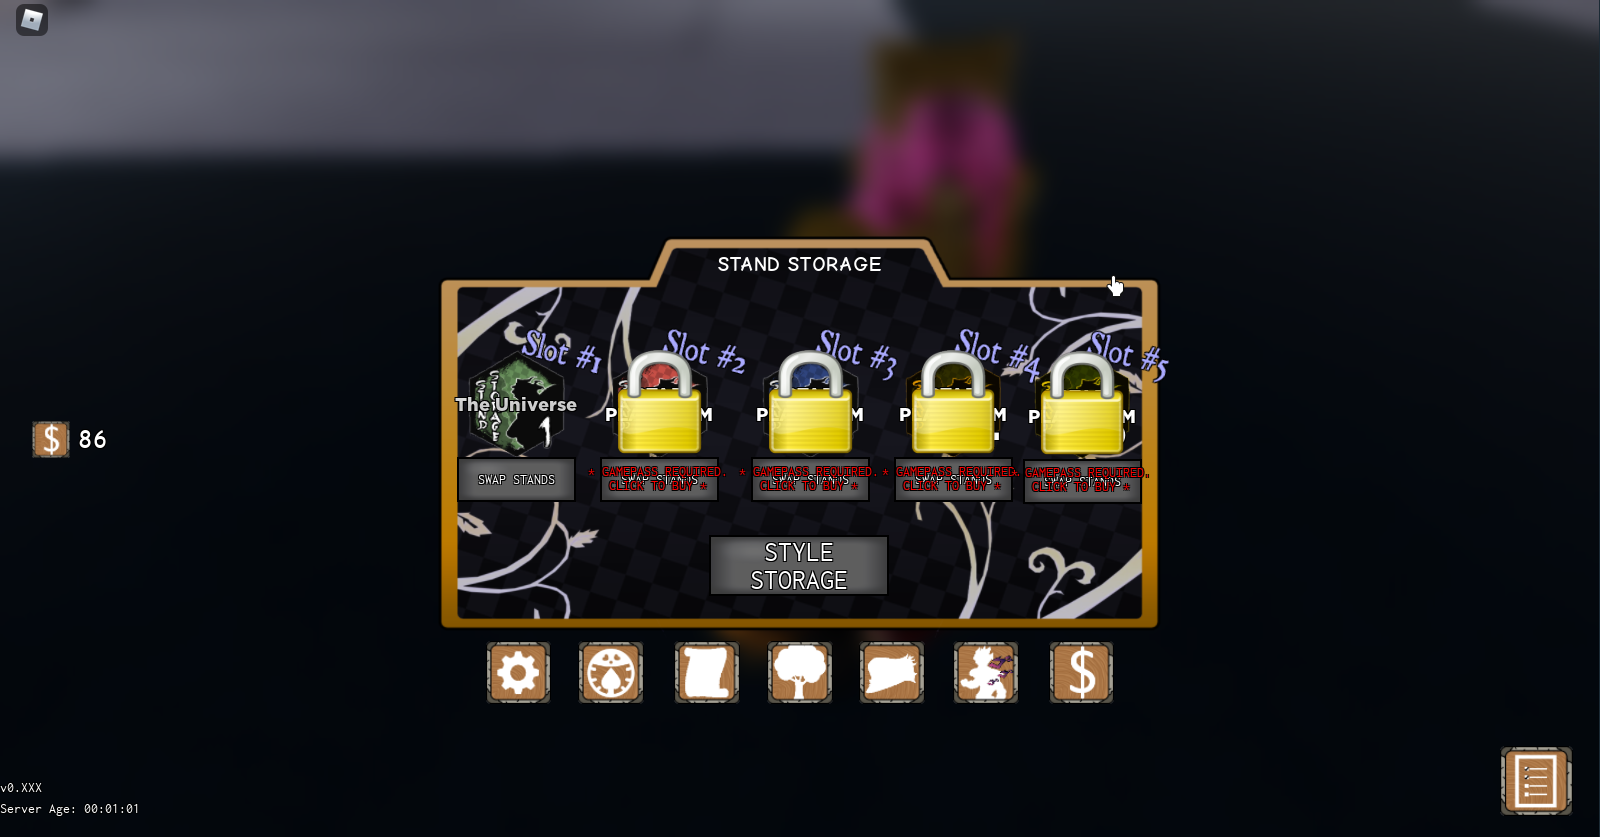 STAND STORAGE
Slot #1
Slot #2
Slot #3
Slot #4
Slot #5
STAND
STORAGE
The Universe
1
SWAP STANDS
* GAMEPASS REQUIRED.
CLICK TO BUY *
SWAP STANDS
* GAMEPASS REQUIRED.
CLICK TO BUY *
SWAP STANDS
* GAMEPASS REQUIRED.
CLICK TO BUY *
SWAP STANDS
* GAMEPASS REQUIRED.
CLICK TO BUY *
SWAP STANDS
$ 86
STYLE
STORAGE
$
v0.XXX
Server Age: 00:01:01